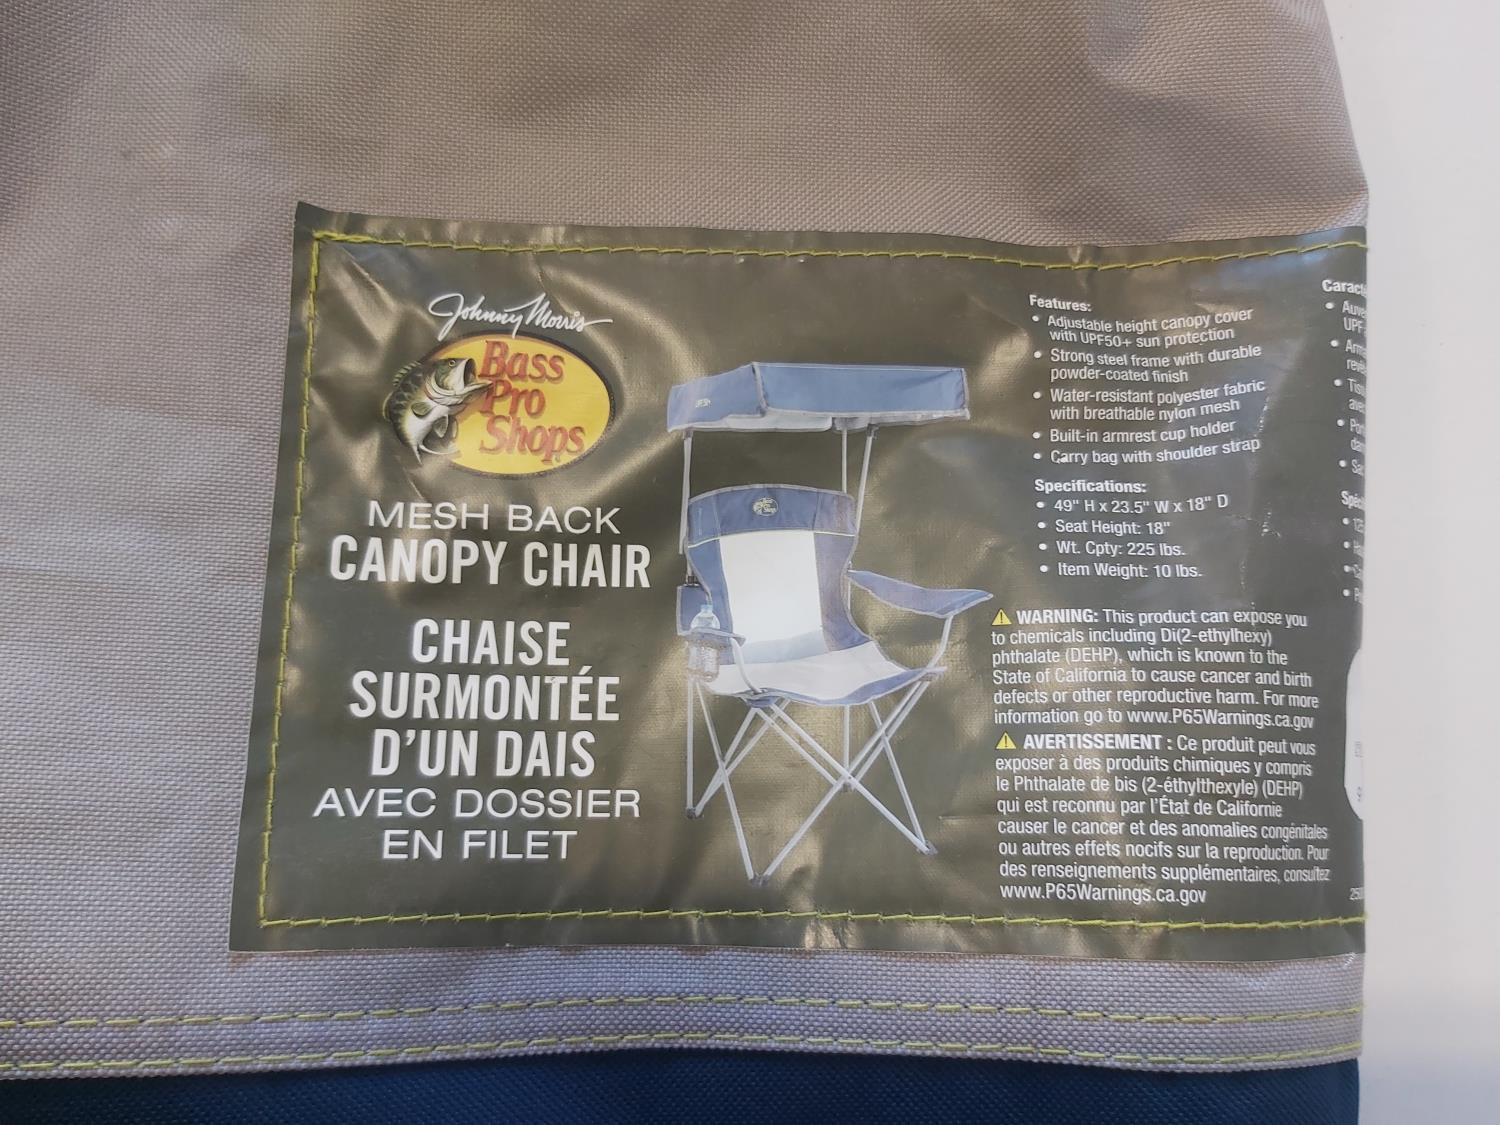 Johnny Morris
Bass
Pro
Shops
MESH BACK
CANOPY CHAIR
CHAISE
SURMONTÉE
D'UN DAIS
AVEC DOSSIER
EN FILET
Features:
• Adjustable height canopy cover
with UPF50+ sun protection
• Strong steel frame with durable
powder-coated finish
• Water-resistant polyester fabric
with breathable nylon mesh
• Built-in armrest cup holder
• Carry bag with shoulder strap
Specifications:
• 49" H x 23.5" W x 18" D
• Seat Height: 18"
• Wt. Cpty: 225 lbs.
• Item Weight: 10 lbs.
⚠ WARNING: This product can expose you
to chemicals including Di(2-ethylhexy)
phthalate (DEHP), which is known to the
State of California to cause cancer and birth
defects or other reproductive harm. For more
information go to www.P65Warnings.ca.gov
⚠ AVERTISSEMENT : Ce produit peut vous
exposer à des produits chimiques y compris
le Phthalate de bis (2-éthylthexyle) (DEHP)
qui est reconnu par l'État de Californie
causer le cancer et des anomalies congénitales
ou autres effets nocifs sur la reproduction. Pour
des renseignements supplémentaires, consultez
www.P65Warnings.ca.gov